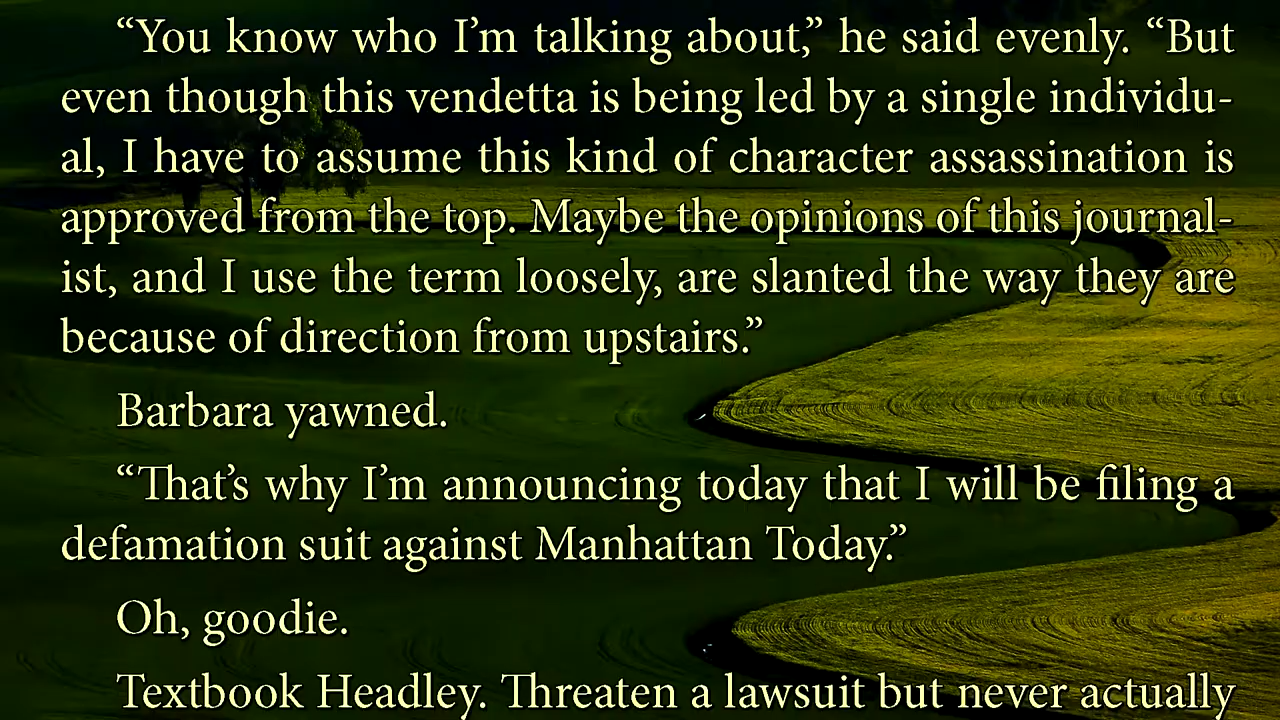 “You know who I’m talking about,” he said evenly. “But
even though this vendetta is being led by a single individu-
al, I have to assume this kind of character assassination is
approved from the top. Maybe the opinions of this journal-
ist, and I use the term loosely, are slanted the way they are
because of direction from upstairs.”
Barbara yawned.
“That’s why I’m announcing today that I will be filing a
defamation suit against Manhattan Today.”
Oh, goodie.
Textbook Headley. Threaten a lawsuit but never actually